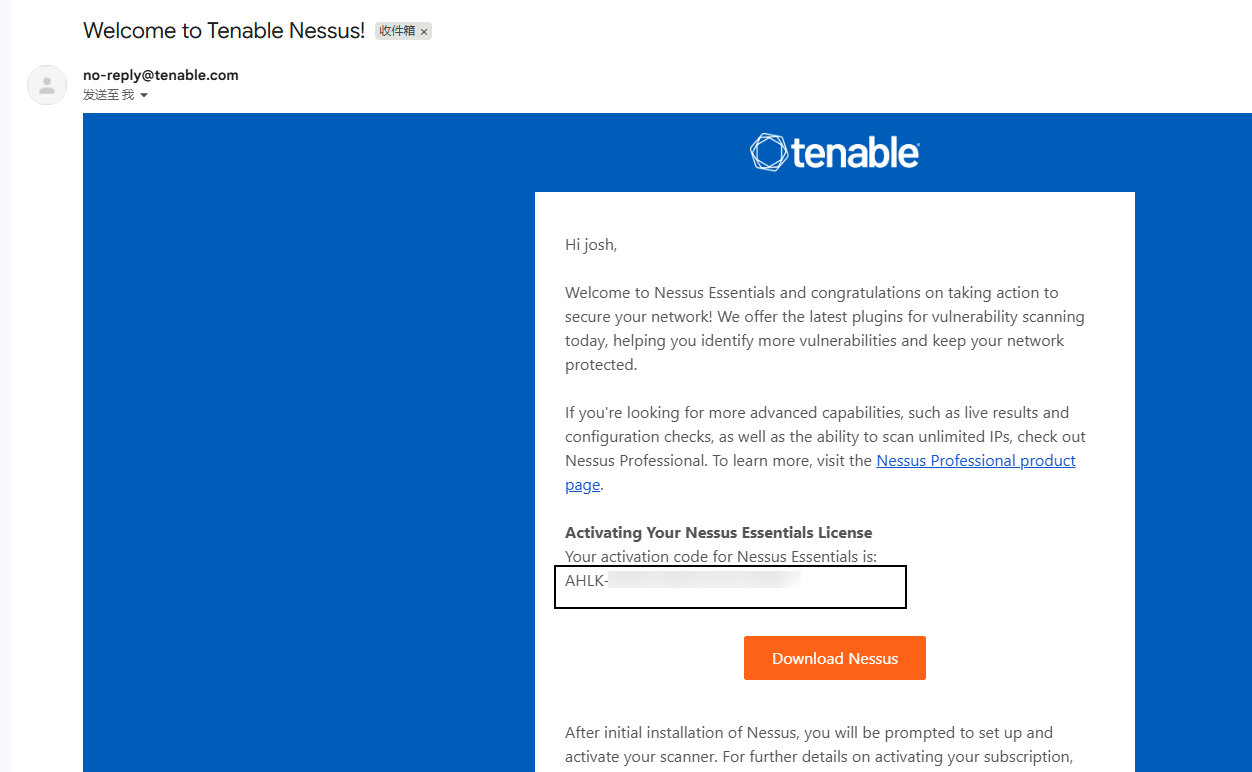 Welcome to Tenable Nessus! 收件箱 ×
no-reply@tenable.com
发送至 我
tenable
Hi josh,
Welcome to Nessus Essentials and congratulations on taking action to
secure your network! We offer the latest plugins for vulnerability scanning
today, helping you identify more vulnerabilities and keep your network
protected.
If you're looking for more advanced capabilities, such as live results and
configuration checks, as well as the ability to scan unlimited IPs, check out
Nessus Professional. To learn more, visit the Nessus Professional product
page.
Activating Your Nessus Essentials License
Your activation code for Nessus Essentials is:
AHLK-
Download Nessus
After initial installation of Nessus, you will be prompted to set up and
activate your scanner. For further details on activating your subscription,